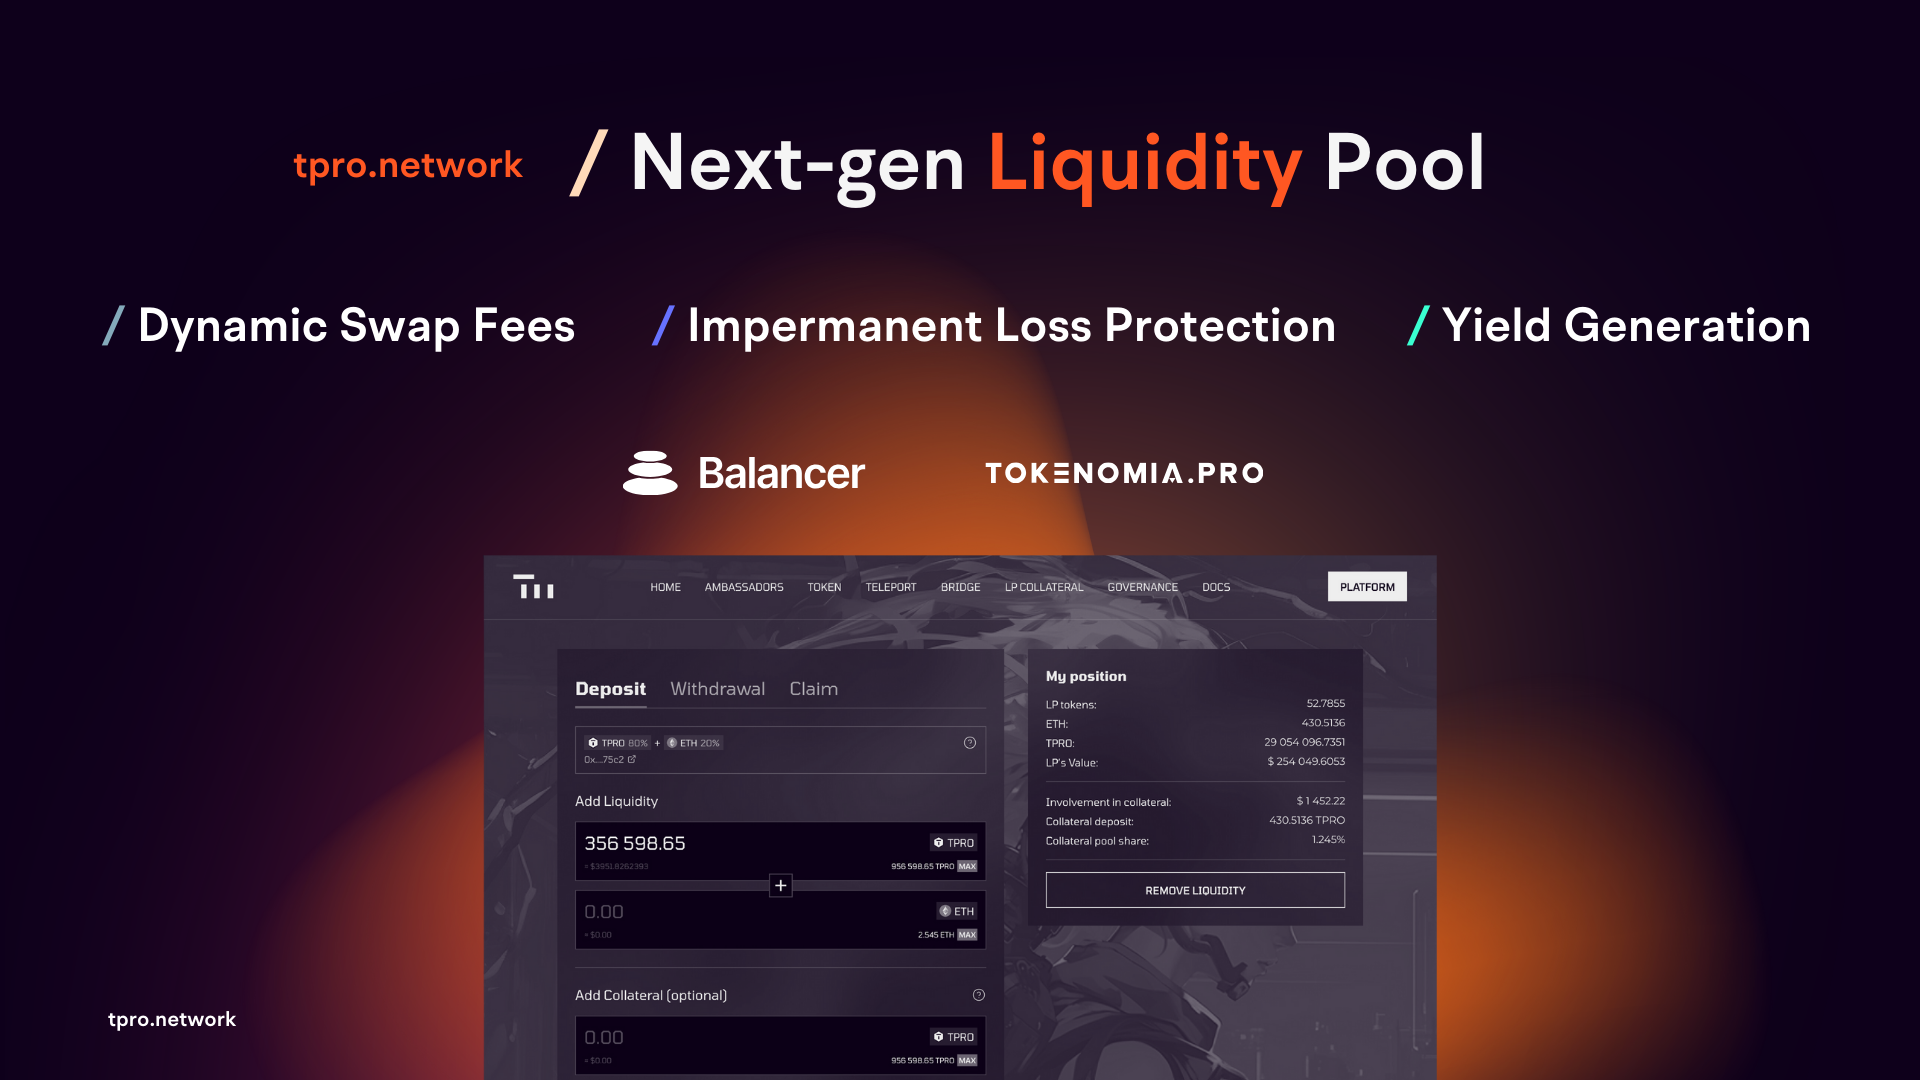 tpro.network / Next-gen Liquidity Pool
/ Dynamic Swap Fees / Impermanent Loss Protection / Yield Generation
Balancer TOKENOMIA.PRO
HOME AMBASSADORS TOKEN TELEPORT BRIDGE LP COLLATERAL GOVERNANCE DOCS PLATFORM
Deposit Withdrawal Claim
TPRO 80% + ETH 20%
0x...75c2
Add Liquidity
356 598.65 TPRO
≈ $39518262393 956 598.65 TPRO MAX
+
0.00 ETH
≈ $0.00 2.545 ETH MAX
Add Collateral (optional)
0.00 TPRO
≈ $0.00 956 598.65 TPRO MAX
My position
LP tokens: 52.7855
ETH: 430.5136
TPRO: 29 054 096.7351
LP's Value: $ 254 049.6053
Involvement in collateral: $ 1 452.22
Collateral deposit: 430.5136 TPRO
Collateral pool share: 1.245%
REMOVE LIQUIDITY
tpro.network